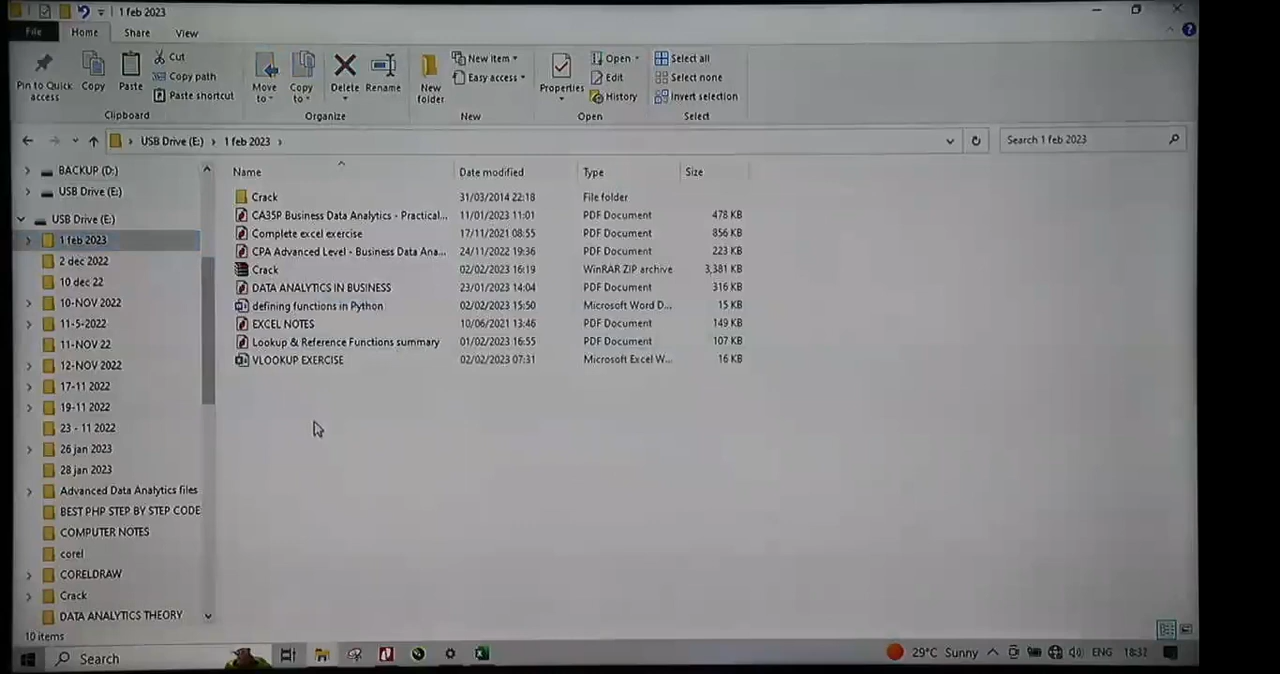 1 feb 2023
File Home Share View
Pin to Quick access
Copy
Paste
Cut
Copy path
Paste shortcut
Clipboard
Move to
Copy to
Delete
Rename
Organize
New folder
New item
Easy access
New
Properties
Open
Edit
History
Open
Select all
Select none
Invert selection
Select
USB Drive (E:) › 1 feb 2023 ›
Search 1 feb 2023
BACKUP (D:)
USB Drive (E:)
USB Drive (E:)
1 feb 2023
2 dec 2022
10 dec 22
10-NOV 2022
11-5-2022
11-NOV 22
12-NOV 2022
17-11 2022
19-11 2022
23 - 11 2022
26 jan 2023
28 jan 2023
Advanced Data Analytics files
BEST PHP STEP BY STEP CODE
COMPUTER NOTES
corel
CORELDRAW
Crack
DATA ANALYTICS THEORY
Name Date modified Type Size
Crack 31/03/2014 22:18 File folder
CA35P Business Data Analytics - Practical... 11/01/2023 11:01 PDF Document 478 KB
Complete excel exercise 17/11/2021 08:55 PDF Document 856 KB
CPA Advanced Level - Business Data Ana... 24/11/2022 19:36 PDF Document 223 KB
Crack 02/02/2023 16:19 WinRAR ZIP archive 3,381 KB
DATA ANALYTICS IN BUSINESS 23/01/2023 14:04 PDF Document 316 KB
defining functions in Python 02/02/2023 15:50 Microsoft Word D... 15 KB
EXCEL NOTES 10/06/2021 13:46 PDF Document 149 KB
Lookup & Reference Functions summary 01/02/2023 16:55 PDF Document 107 KB
VLOOKUP EXERCISE 02/02/2023 07:31 Microsoft Excel W... 16 KB
10 items
Search
29°C Sunny ENG 18:32